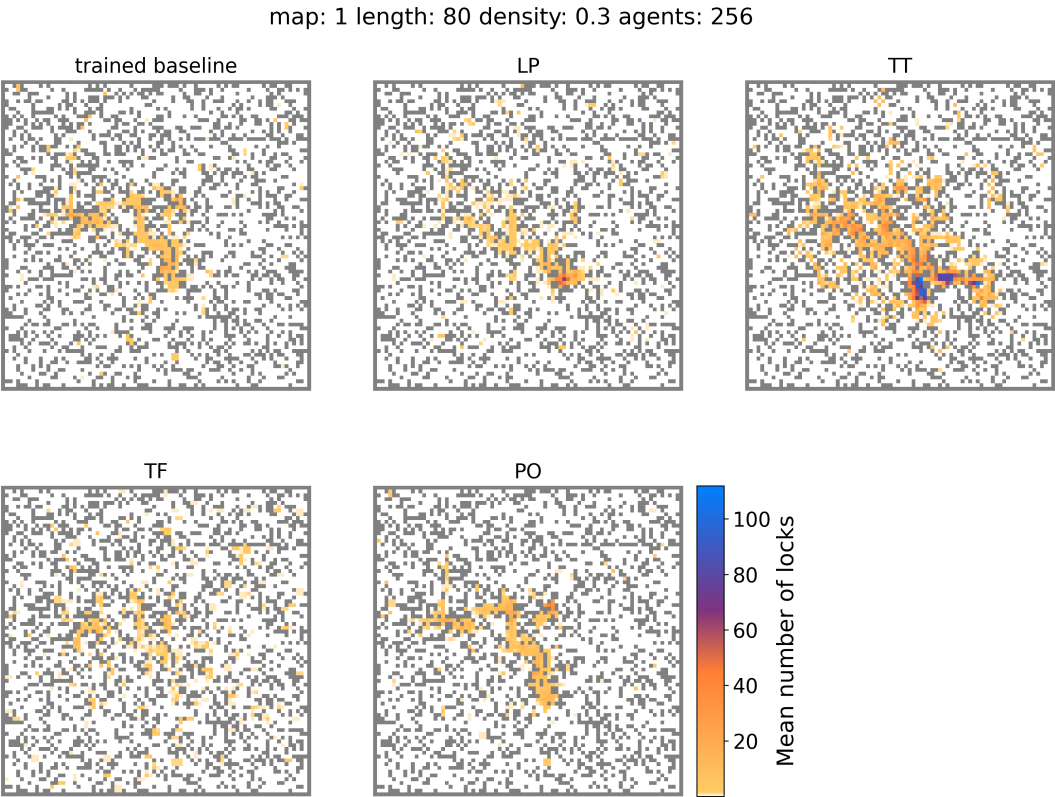 map: 1 length: 80 density: 0.3 agents: 256
trained baseline
LP
TT
TF
PO
100
80
60
40
20
Mean number of locks